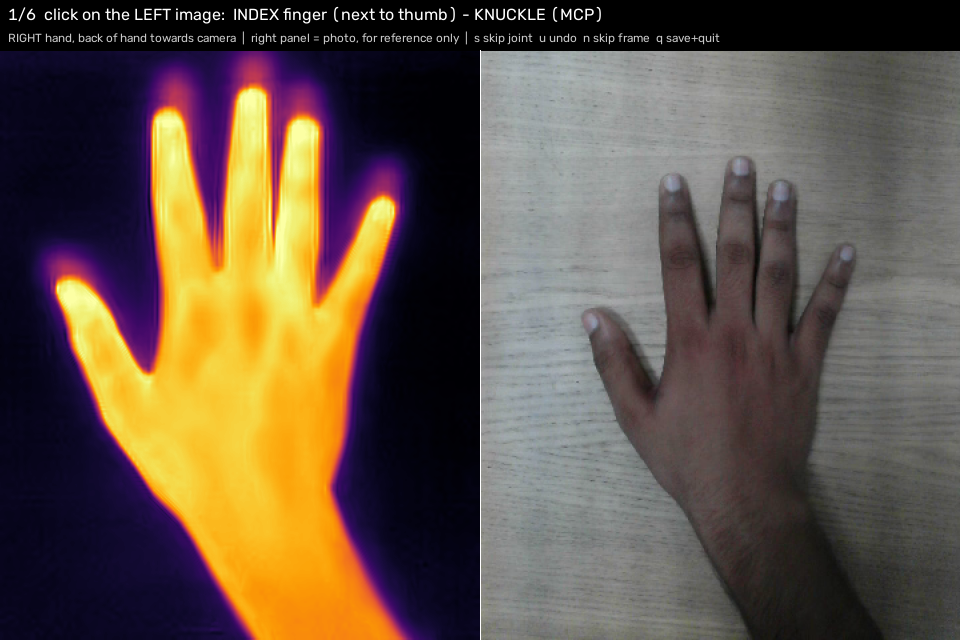 1/6  click on the LEFT image:  INDEX finger (next to thumb) - KNUCKLE (MCP)
RIGHT hand, back of hand towards camera  |  right panel = photo, for reference only  |  s skip joint  u undo  n skip frame  q save+quit